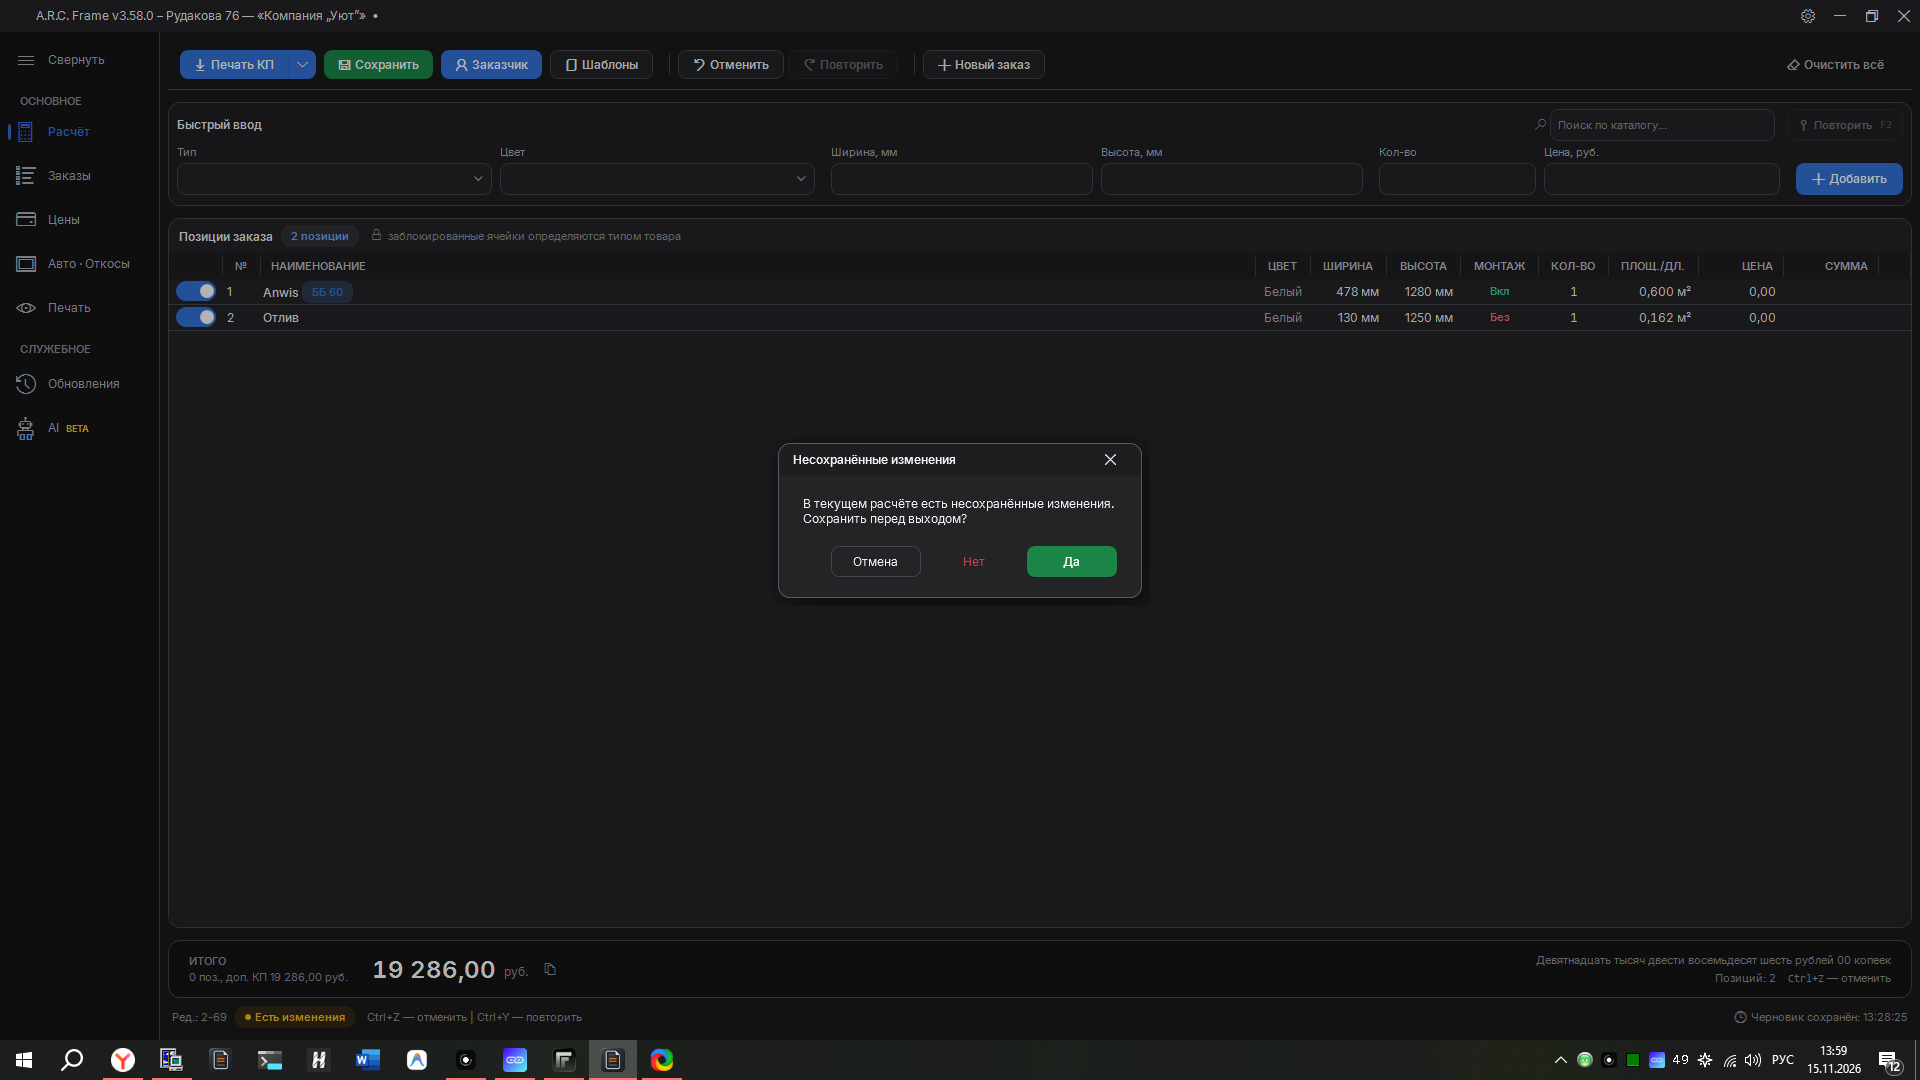 A.R.C. Frame v3.58.0 – Рудакова 76 — «Компания „Уют"» •
Свернуть
ОСНОВНОЕ
Расчёт
Заказы
Цены
Авто · Откосы
Печать
СЛУЖЕБНОЕ
Обновления
AI BETA
Печать КП
Сохранить
Заказчик
Шаблоны
Отменить
Повторить
Новый заказ
Очистить всё
Быстрый ввод
Поиск по каталогу...
Повторить F2
Тип
Цвет
Ширина, мм
Высота, мм
Кол-во
Цена, руб.
Добавить
Позиции заказа 2 позиции заблокированные ячейки определяются типом товара
№ НАИМЕНОВАНИЕ ЦВЕТ ШИРИНА ВЫСОТА МОНТАЖ КОЛ-ВО ПЛОЩ./ДЛ. ЦЕНА СУММА
1 Anwis ББ 60 Белый 478 мм 1280 мм Вкл 1 0,600 м² 0,00
2 Отлив Белый 130 мм 1250 мм Без 1 0,162 м² 0,00
Несохранённые изменения
В текущем расчёте есть несохранённые изменения.
Сохранить перед выходом?
Отмена
Нет
Да
ИТОГО
0 поз., доп. КП 19 286,00 руб.
19 286,00 руб.
Девятнадцать тысяч двести восемьдесят шесть рублей 00 копеек
Позиций: 2 Ctrl+Z — отменить
Ред.: 2-69 • Есть изменения Ctrl+Z — отменить | Ctrl+Y — повторить
Черновик сохранён: 13:28:25
49
РУС
13:59
15.11.2026
12